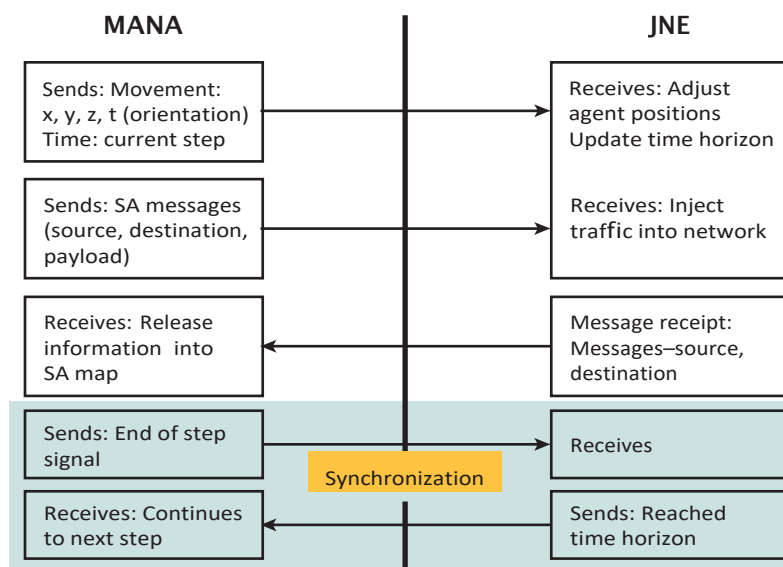 MANA
JNE
Sends: Movement:
x, y, z, t (orientation)
Time: current step
Receives: Adjust
agent positions
Update time horizon
Sends: SA messages
(source, destination,
payload)
Receives: Inject
traffic into network
Receives: Release
information into
SA map
Message receipt:
Messages–source,
destination
Sends: End of step
signal
Receives
Synchronization
Receives: Continues
to next step
Sends: Reached
time horizon